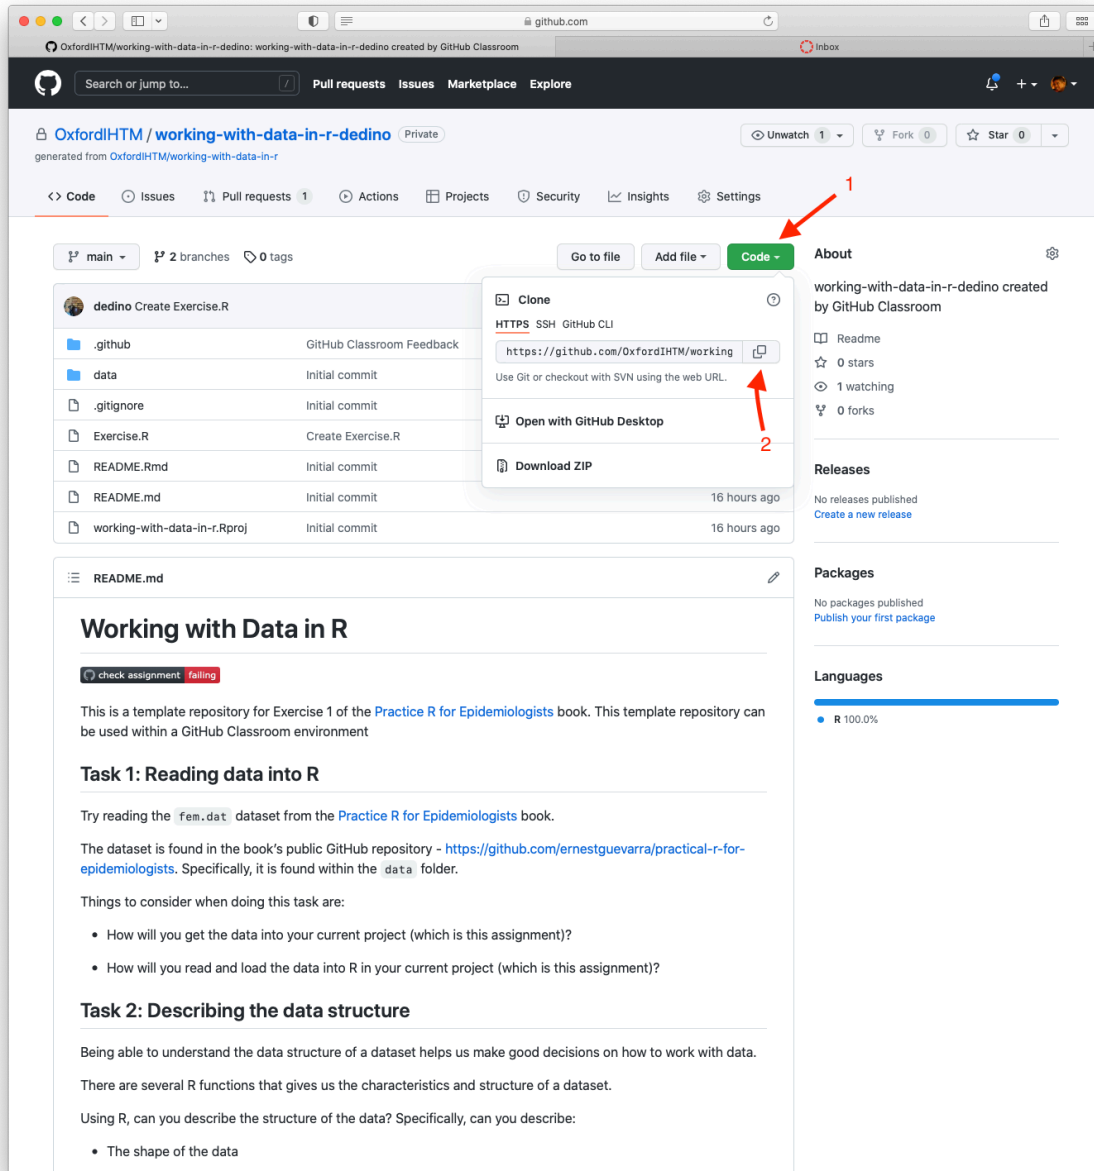 github.com
OxfordIHTM/working-with-data-in-r-dedino: working-with-data-in-r-dedino created by GitHub Classroom
Inbox
Search or jump to...
/
Pull requests Issues Marketplace Explore
OxfordIHTM / working-with-data-in-r-dedino Private
Unwatch 1
Fork 0
Star 0
generated from OxfordIHTM/working-with-data-in-r
Code
Issues
Pull requests 1
Actions
Projects
Security
Insights
Settings
1
main
2 branches
0 tags
Go to file
Add file
Code
dedino Create Exercise.R
.github GitHub Classroom Feedback
data Initial commit
.gitignore Initial commit
Exercise.R Create Exercise.R
README.Rmd Initial commit
README.md Initial commit 16 hours ago
working-with-data-in-r.Rproj Initial commit 16 hours ago
Clone
HTTPS SSH GitHub CLI
https://github.com/OxfordIHTM/working
Use Git or checkout with SVN using the web URL.
2
Open with GitHub Desktop
Download ZIP
About
working-with-data-in-r-dedino created
by GitHub Classroom
Readme
0 stars
1 watching
0 forks
Releases
No releases published
Create a new release
Packages
No packages published
Publish your first package
Languages
R 100.0%
README.md
Working with Data in R
check assignment failing
This is a template repository for Exercise 1 of the Practice R for Epidemiologists book. This template repository can
be used within a GitHub Classroom environment
Task 1: Reading data into R
Try reading the fem.dat dataset from the Practice R for Epidemiologists book.
The dataset is found in the book's public GitHub repository - https://github.com/ernestguevarra/practical-r-for-
epidemiologists. Specifically, it is found within the data folder.
Things to consider when doing this task are:
• How will you get the data into your current project (which is this assignment)?
• How will you read and load the data into R in your current project (which is this assignment)?
Task 2: Describing the data structure
Being able to understand the data structure of a dataset helps us make good decisions on how to work with data.
There are several R functions that gives us the characteristics and structure of a dataset.
Using R, can you describe the structure of the data? Specifically, can you describe:
• The shape of the data